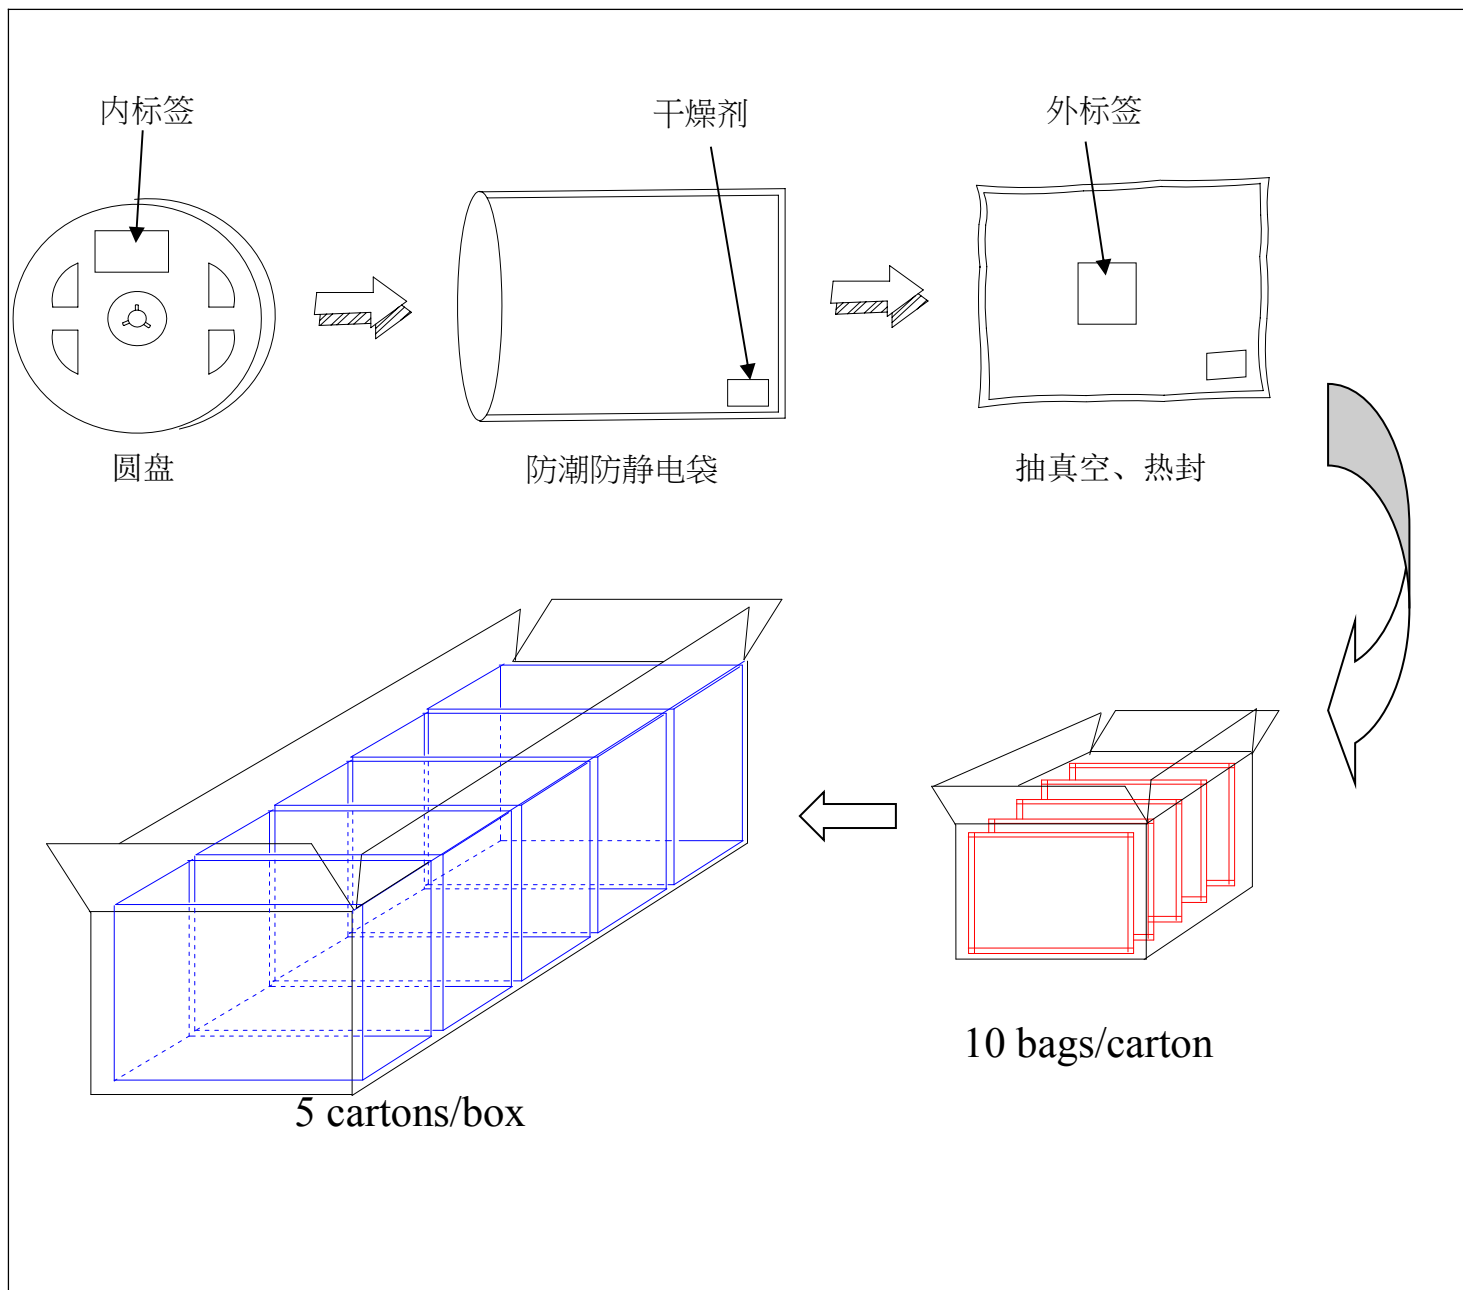 内标签
干燥剂
外标签
圆盘
防潮防静电袋
抽真空、热封
10 bags/carton
5 cartons/box